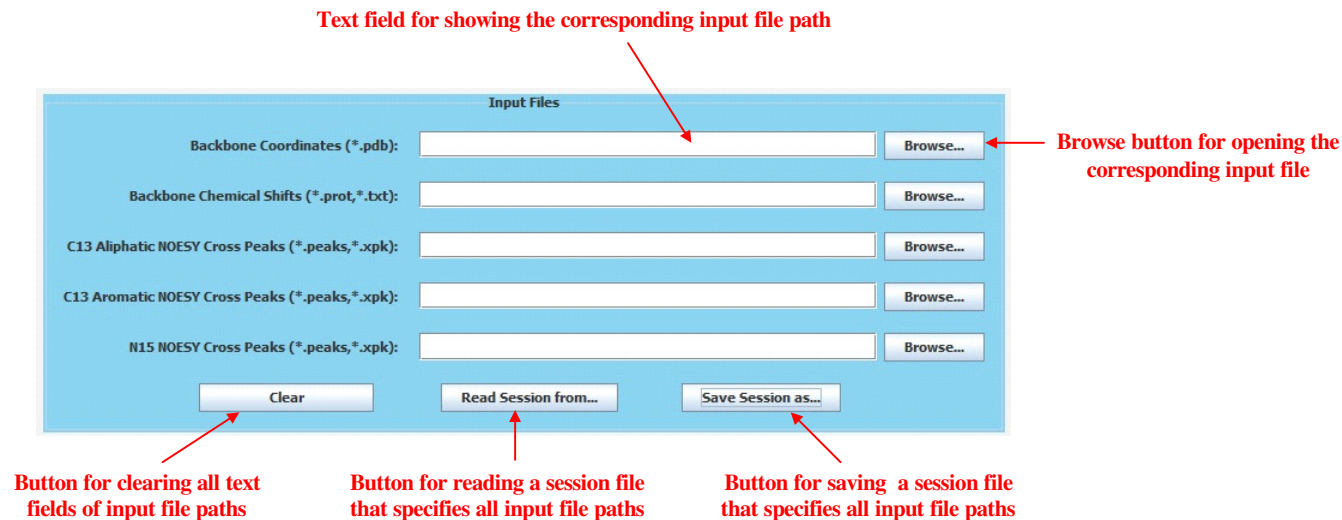 Text field for showing the corresponding input file path
Input Files
Backbone Coordinates (*.pdb):
Browse...
Browse button for opening the
corresponding input file
Backbone Chemical Shifts (*.prot,*.txt):
Browse...
C13 Aliphatic NOESY Cross Peaks (*.peaks,*.xpk):
Browse...
C13 Aromatic NOESY Cross Peaks (*.peaks,*.xpk):
Browse...
N15 NOESY Cross Peaks (*.peaks,*.xpk):
Browse...
Clear
Read Session from...
Save Session as...
Button for clearing all text
fields of input file paths
Button for reading a session file
that specifies all input file paths
Button for saving a session file
that specifies all input file paths